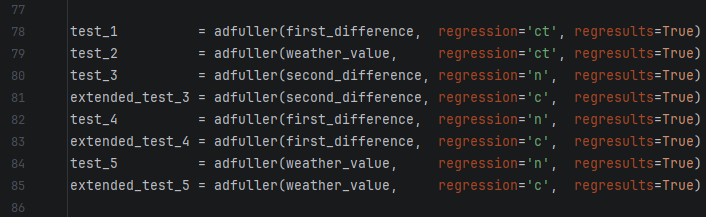 77
78 test_1          = adfuller(first_difference,  regression='ct', regresults=True)
79 test_2          = adfuller(weather_value,     regression='ct', regresults=True)
80 test_3          = adfuller(second_difference, regression='n',  regresults=True)
81 extended_test_3 = adfuller(second_difference, regression='c',  regresults=True)
82 test_4          = adfuller(first_difference,  regression='n',  regresults=True)
83 extended_test_4 = adfuller(first_difference,  regression='c',  regresults=True)
84 test_5          = adfuller(weather_value,     regression='n',  regresults=True)
85 extended_test_5 = adfuller(weather_value,     regression='c',  regresults=True)
86